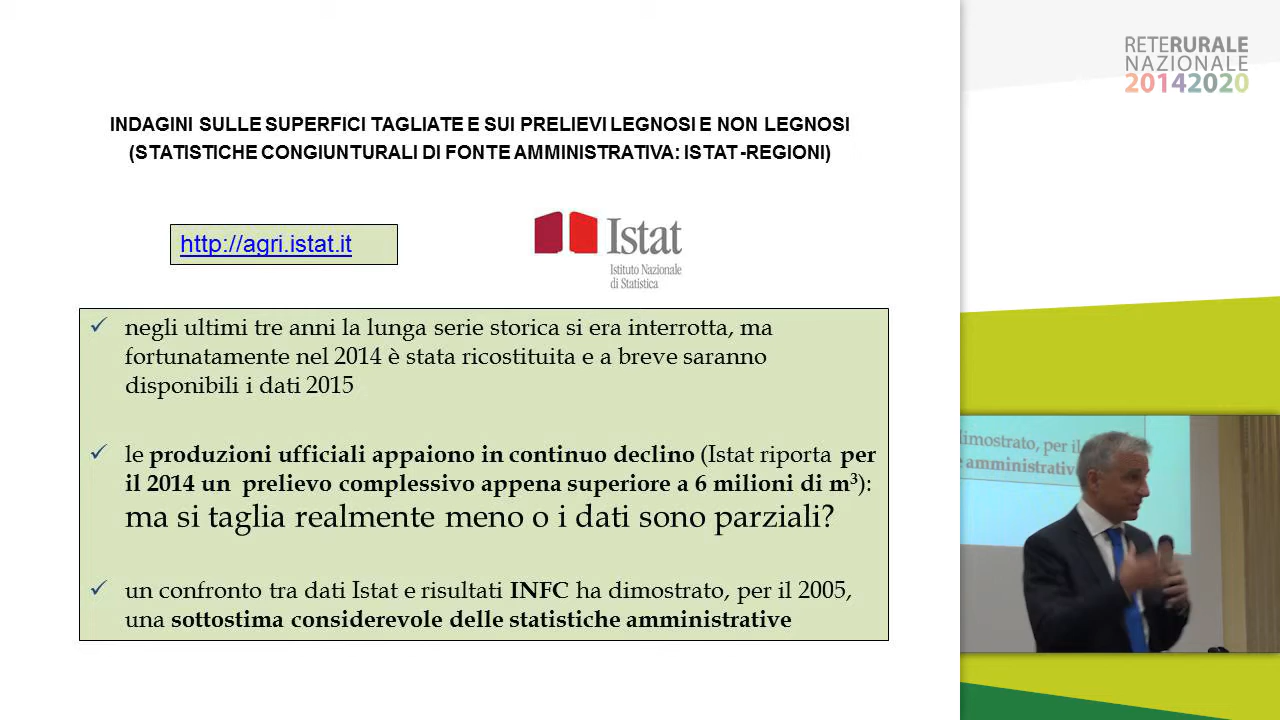 RETERURALE
NAZIONALE
20142020
INDAGINI SULLE SUPERFICI TAGLIATE E SUI PRELIEVI LEGNOSI E NON LEGNOSI
(STATISTICHE CONGIUNTURALI DI FONTE AMMINISTRATIVA: ISTAT -REGIONI)
http://agri.istat.it
Istat
Istituto Nazionale
di Statistica
✓ negli ultimi tre anni la lunga serie storica si era interrotta, ma
fortunatamente nel 2014 è stata ricostituita e a breve saranno
disponibili i dati 2015
✓ le produzioni ufficiali appaiono in continuo declino (Istat riporta per
il 2014 un prelievo complessivo appena superiore a 6 milioni di m³):
ma si taglia realmente meno o i dati sono parziali?
✓ un confronto tra dati Istat e risultati INFC ha dimostrato, per il 2005,
una sottostima considerevole delle statistiche amministrative
dimostrato, per il
e amministrative